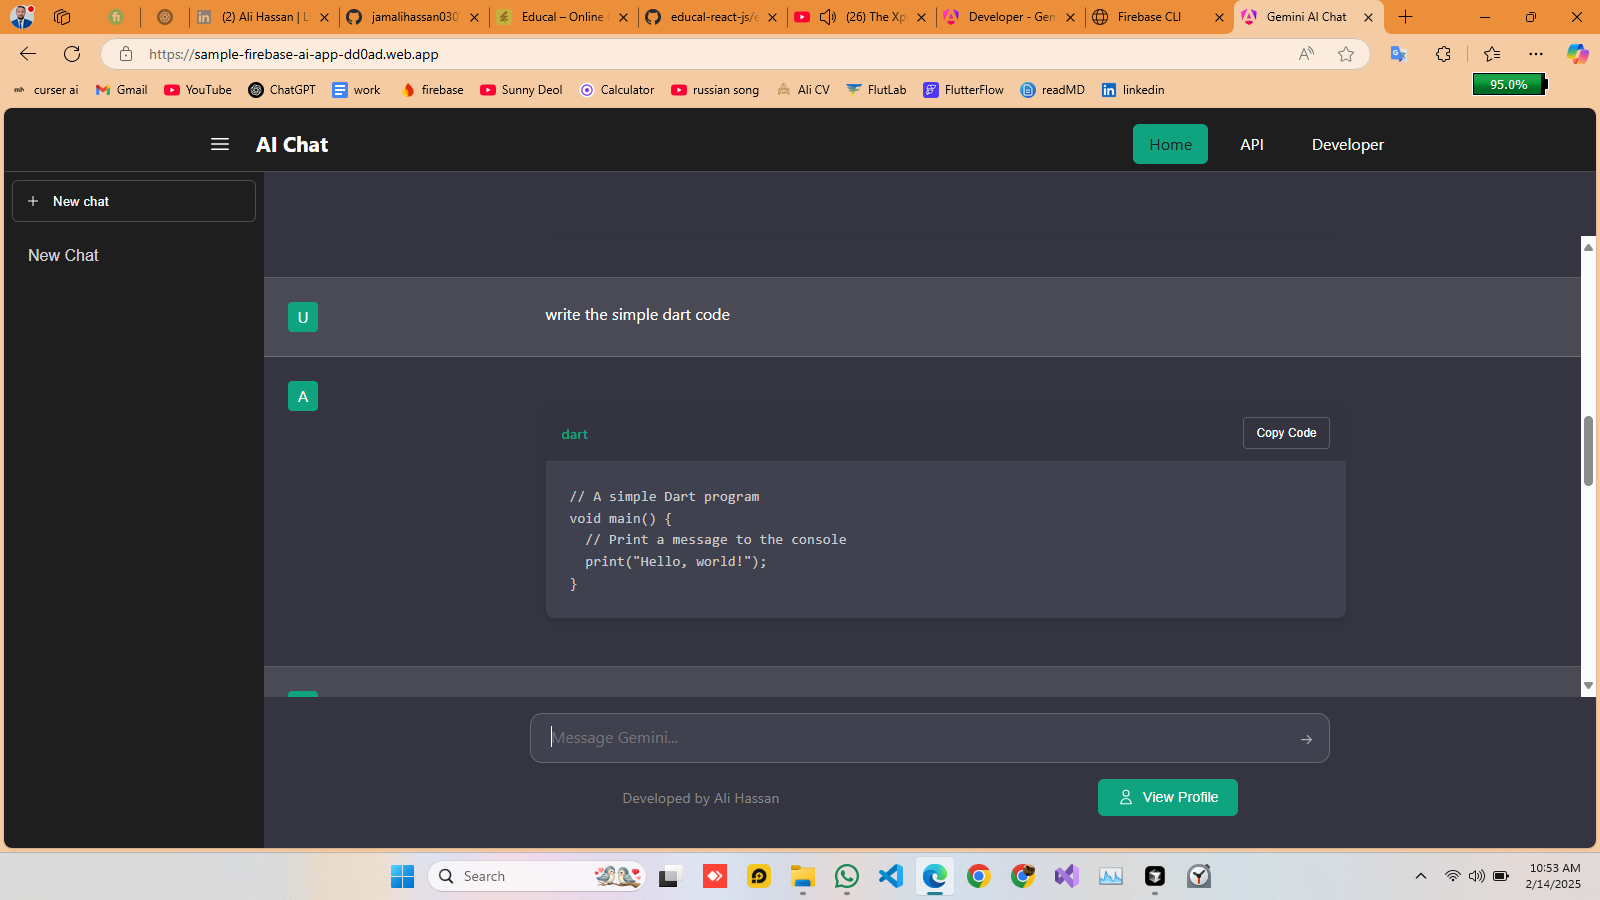 (2) Ali Hassan | Li
jamalihassan030
Educal – Online
educal-react-js/e
(26) The Xp
Developer - Gem
Firebase CLI
Gemini AI Chat
https://sample-firebase-ai-app-dd0ad.web.app
curser ai
Gmail
YouTube
ChatGPT
work
firebase
Sunny Deol
Calculator
russian song
Ali CV
FlutLab
FlutterFlow
readMD
linkedin
95.0%
AI Chat
Home
API
Developer
New chat
New Chat
U
write the simple dart code
A
dart
Copy Code
// A simple Dart program
void main() {
// Print a message to the console
print("Hello, world!");
}
Message Gemini...
Developed by Ali Hassan
View Profile
Search
10:53 AM
2/14/2025